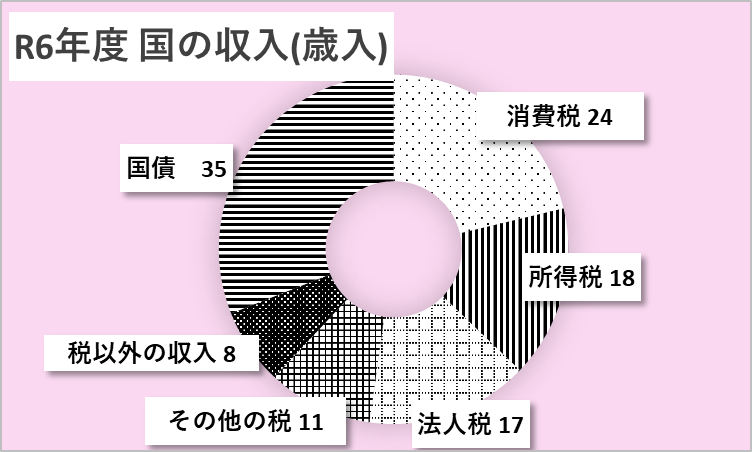 R6年度 国の収入(歳入)
消費税 24
国債　35
所得税 18
税以外の収入 8
その他の税 11
法人税 17